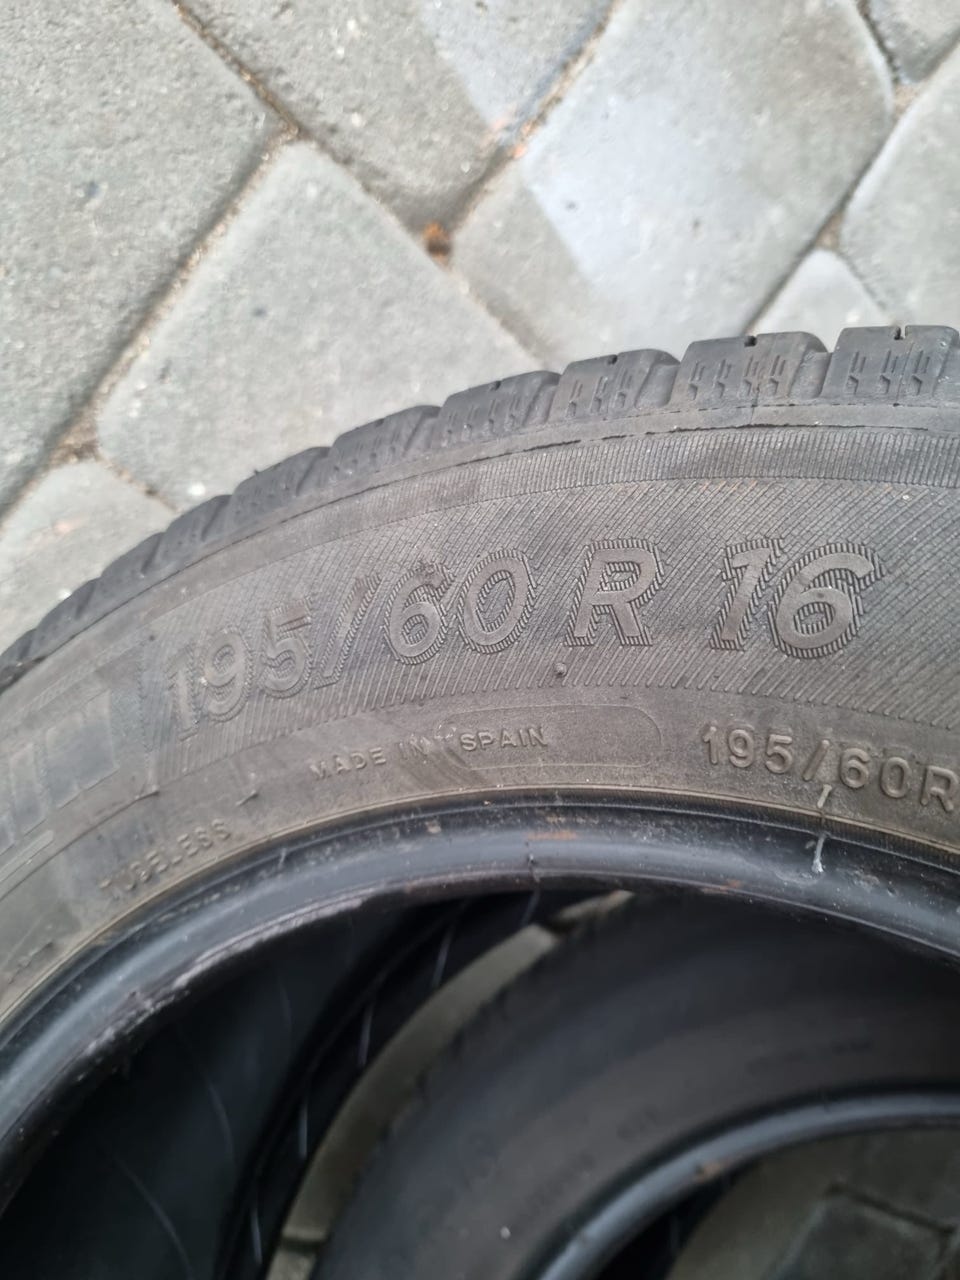 195/60 R 16
MADE IN SPAIN
195/60R
TUBELESS